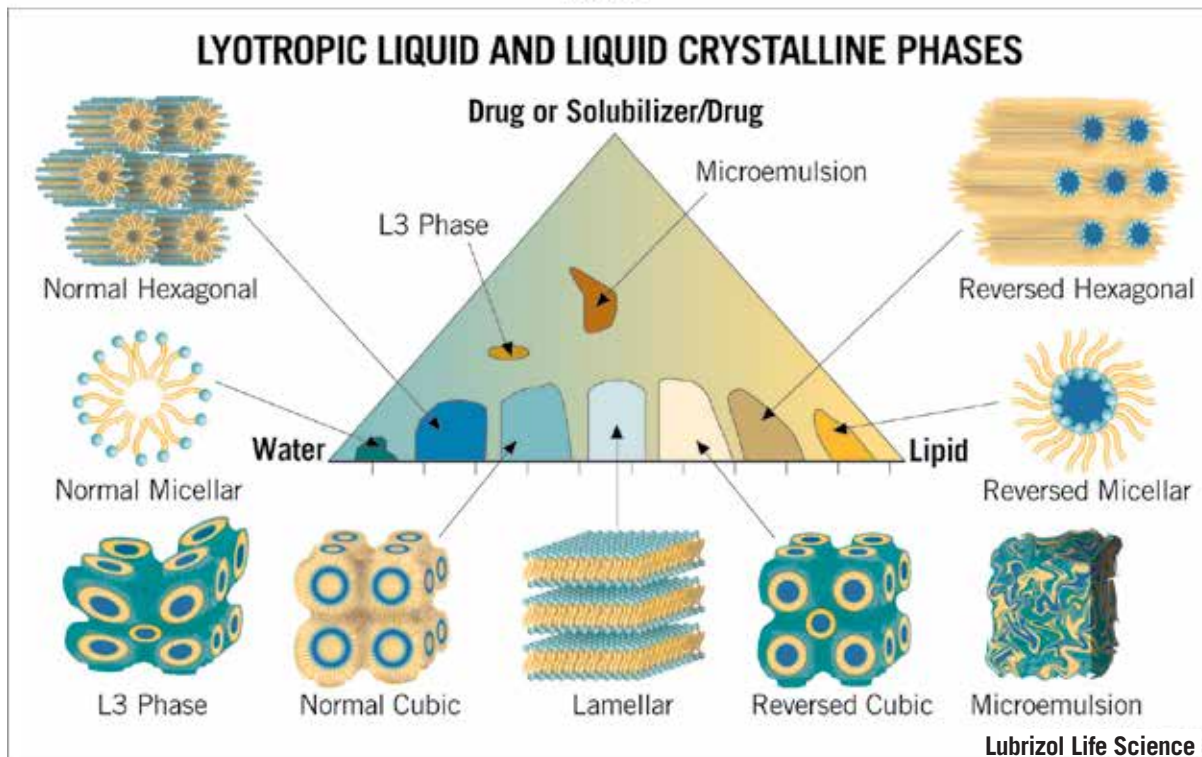 LYOTROPIC LIQUID AND LIQUID CRYSTALLINE PHASES
Drug or Solubilizer/Drug
Microemulsion
L3 Phase
Normal Hexagonal
Reversed Hexagonal
Water
Lipid
Normal Micellar
Reversed Micellar
L3 Phase
Normal Cubic
Lamellar
Reversed Cubic
Microemulsion
Lubrizol Life Science